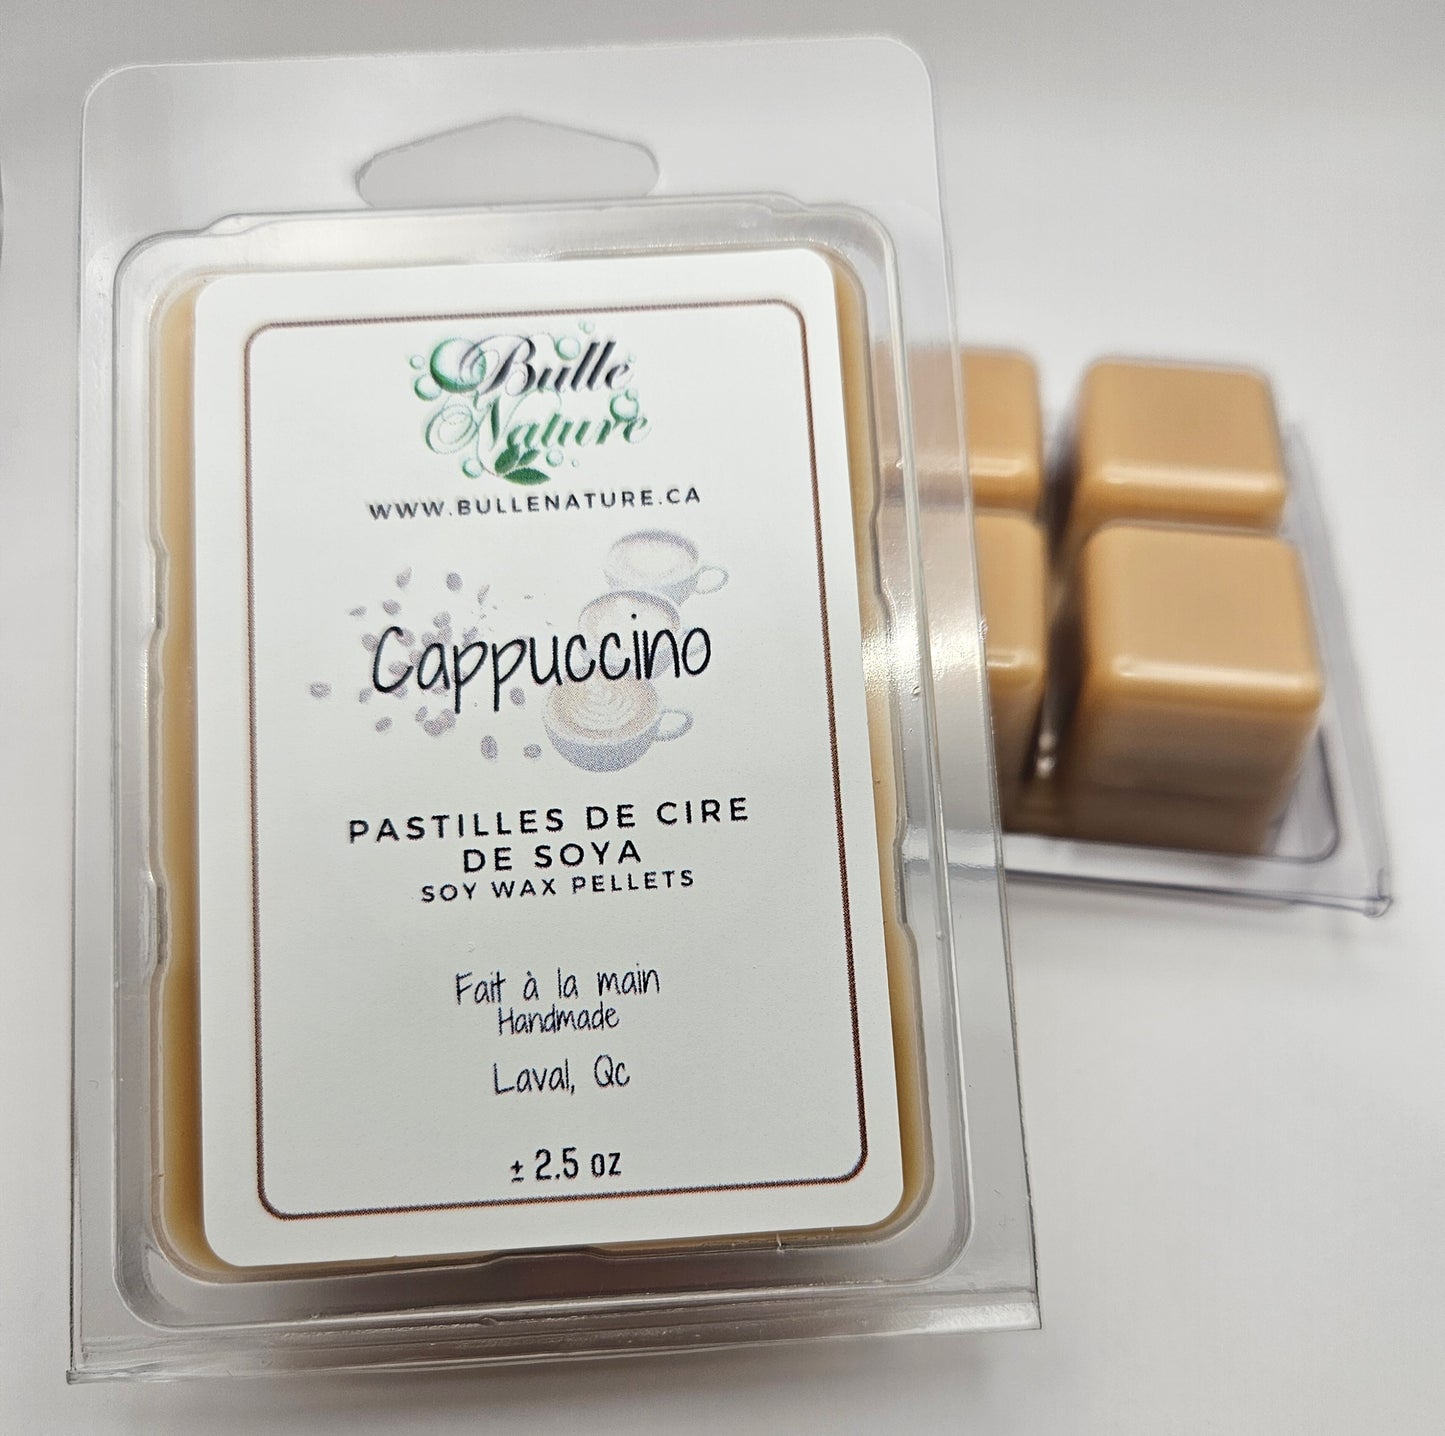 Bulle
Nature
WWW.BULLENATURE.CA
Cappuccino
PASTILLES DE CIRE
DE SOYA
SOY WAX PELLETS
Fait à la main
Handmade
Laval, Qc
± 2.5 oz